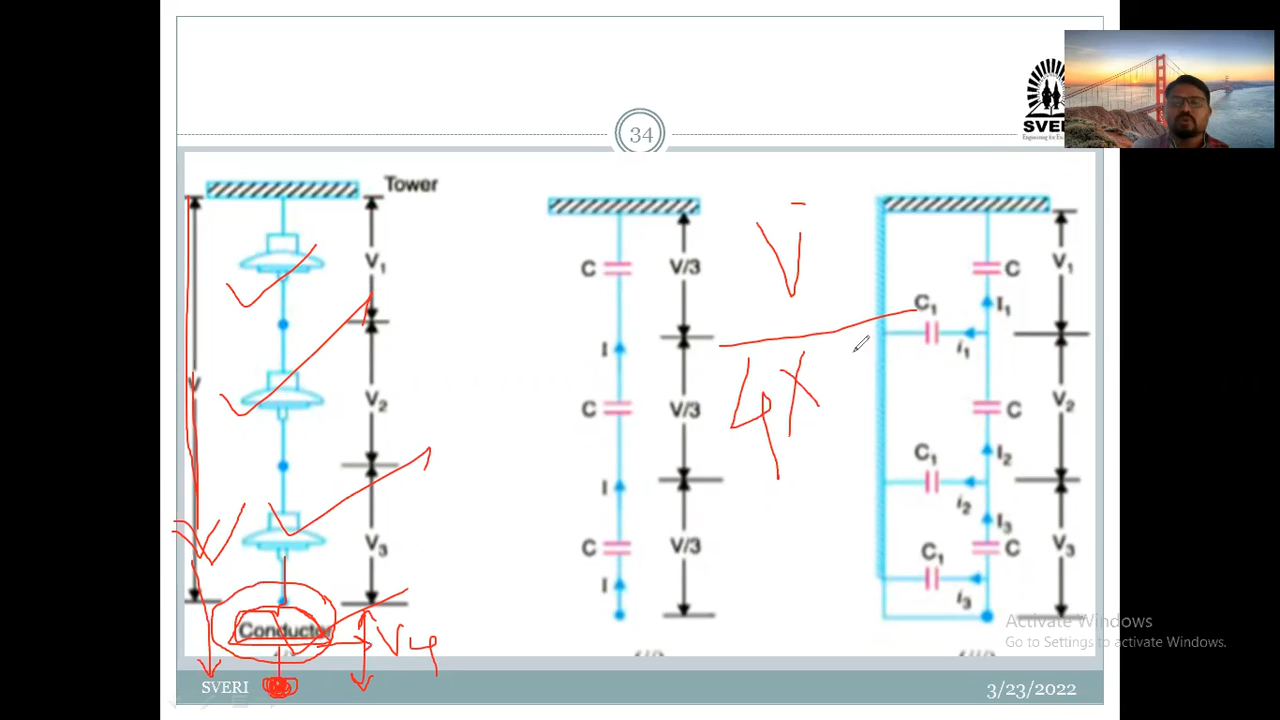 34
SVERI
Tower
V1
V
V2
V3
Conductor
V4
C
V/3
I
C
V/3
I
C
V/3
I
V
4X
C
V1
C1
I1
i1
C
V2
C1
I2
i2
I3
C
V3
C1
i3
Activate Windows
Go to Settings to activate Windows.
SVERI
3/23/2022